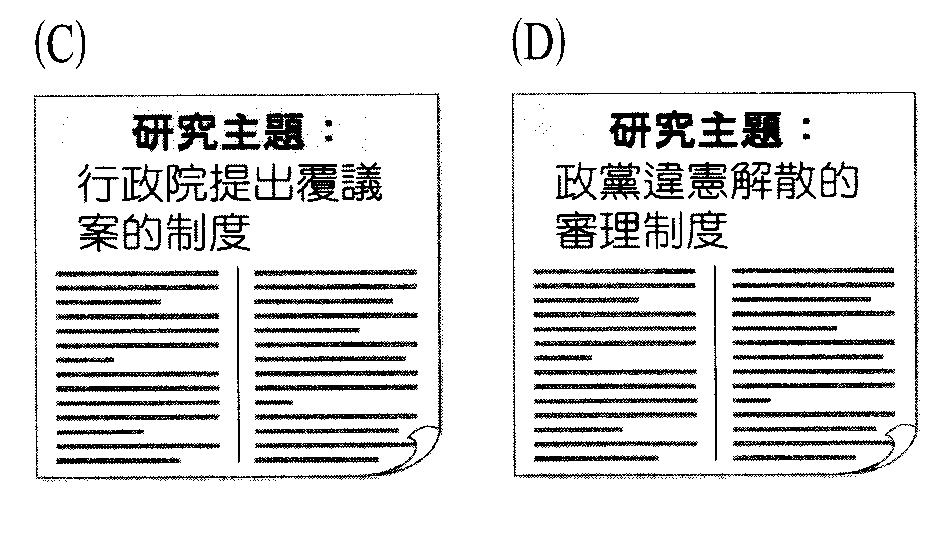 (C)
研究主題：
行政院提出覆議
案的制度
(D)
研究主題：
政黨違憲解散的
審理制度